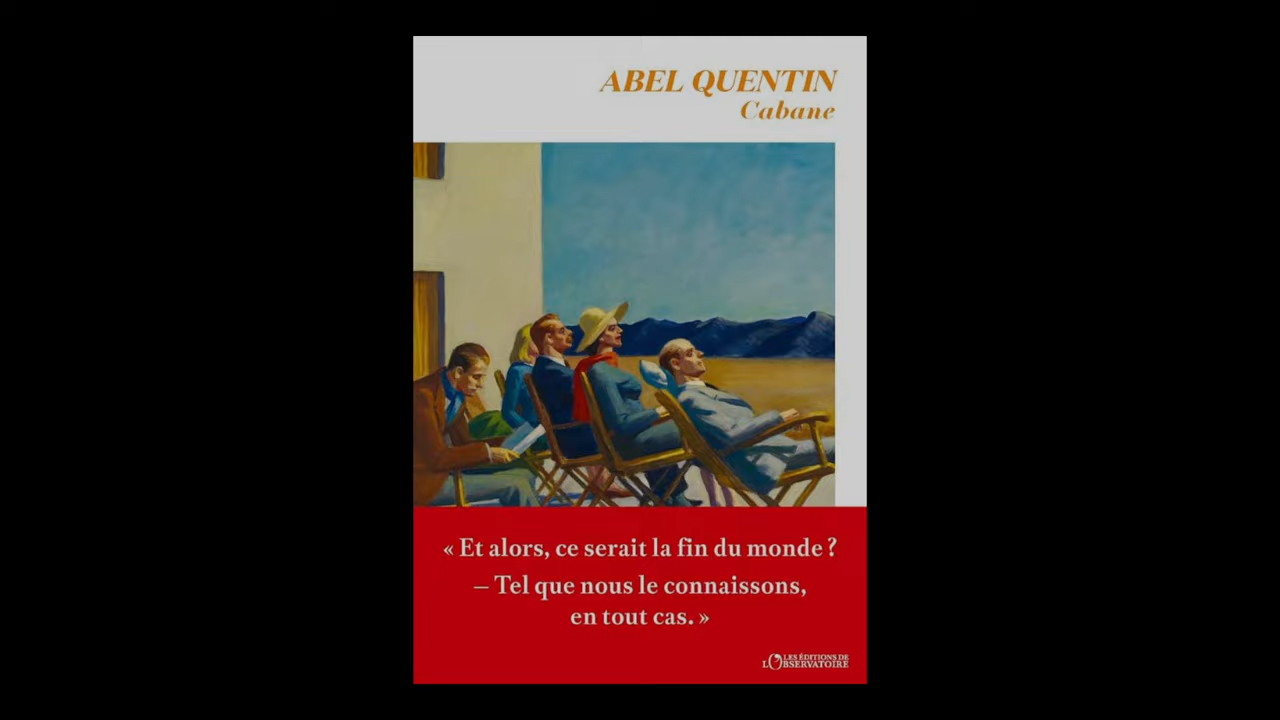 ABEL QUENTIN
Cabane
« Et alors, ce serait la fin du monde ?
– Tel que nous le connaissons,
en tout cas. »
LES ÉDITIONS DE
L'OBSERVATOIRE